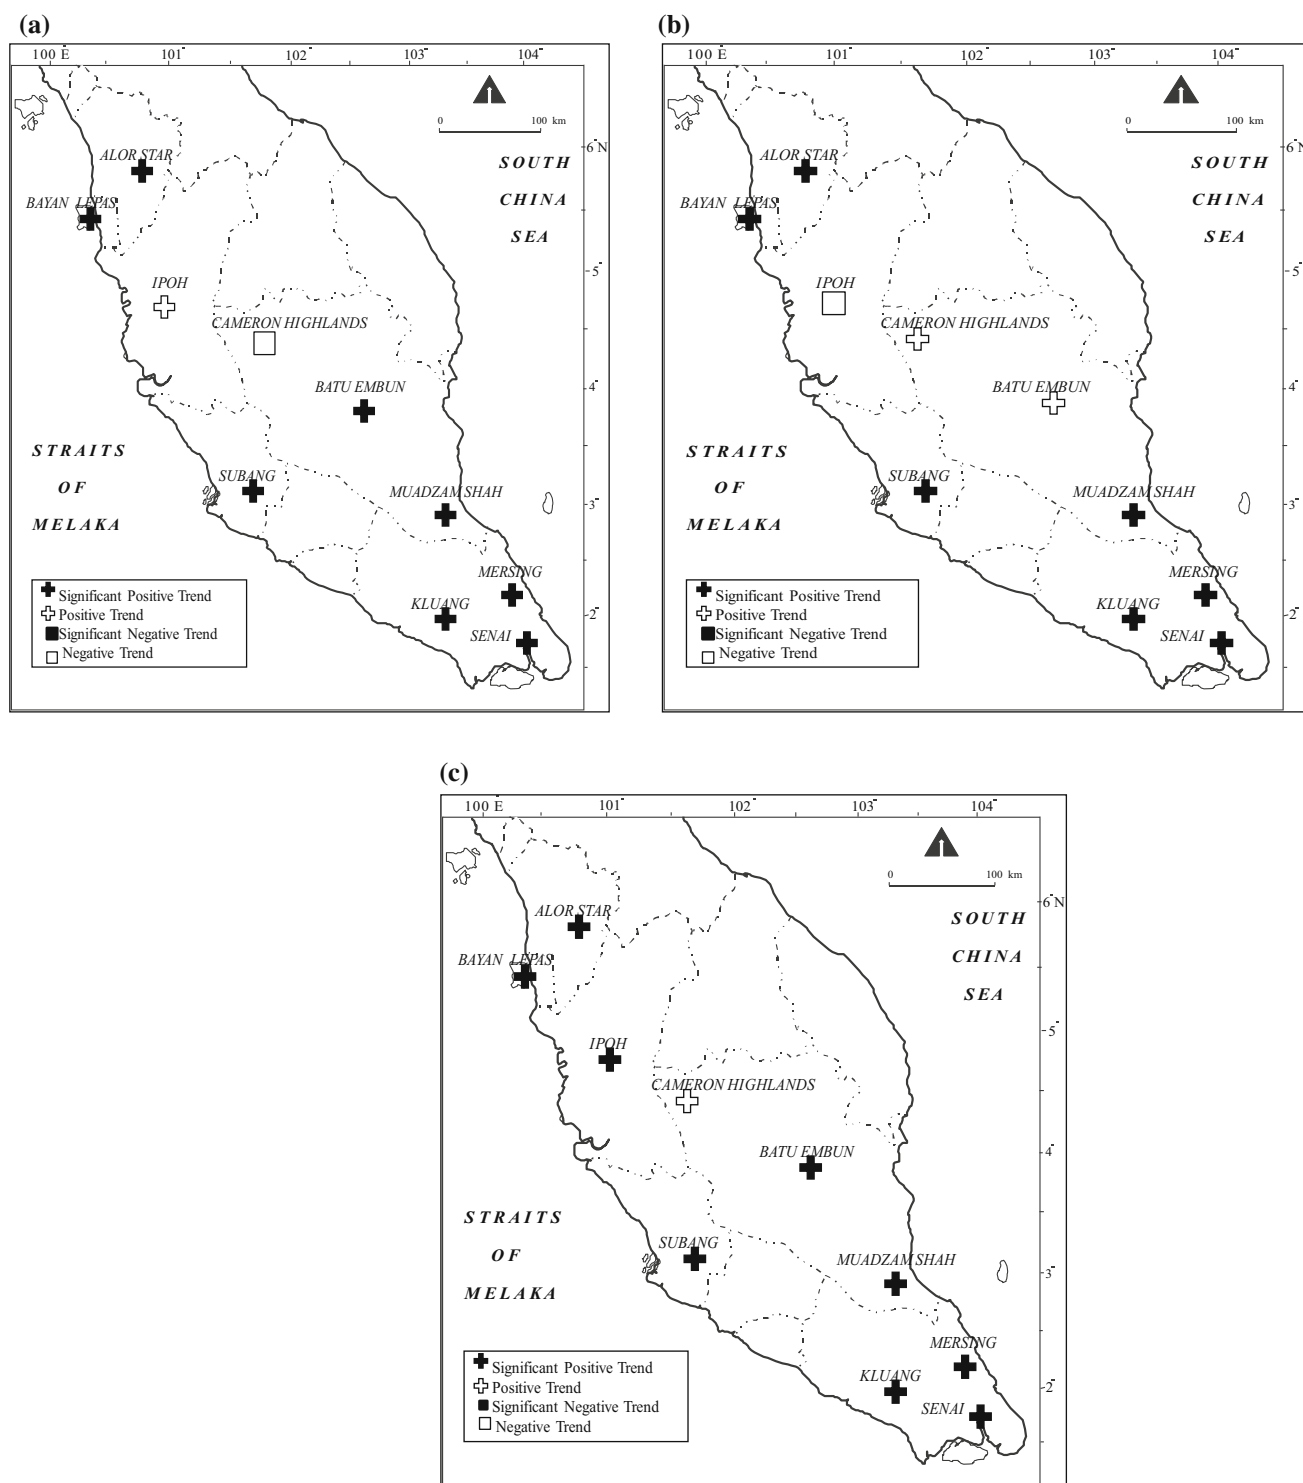 (a)
100 E 101 102 103 104
0 100 km
6 N
ALOR STAR
SOUTH
CHINA
SEA
BAYAN LEPAS
5
IPOH
CAMERON HIGHLANDS
BATU EMBUN
4
STRAITS
OF
MELAKA
SUBANG
MUADZAM SHAH
3
MERSING
KLUANG
2
SENAI
Significant Positive Trend
Positive Trend
Significant Negative Trend
Negative Trend
(b)
100 E 101 102 103 104
0 100 km
6 N
ALOR STAR
SOUTH
CHINA
SEA
BAYAN LEPAS
5
IPOH
CAMERON HIGHLANDS
BATU EMBUN
4
STRAITS
OF
MELAKA
SUBANG
MUADZAM SHAH
3
MERSING
KLUANG
2
SENAI
Significant Positive Trend
Positive Trend
Significant Negative Trend
Negative Trend
(c)
100 E 101 102 103 104
0 100 km
6 N
ALOR STAR
SOUTH
CHINA
SEA
BAYAN LEPAS
5
IPOH
CAMERON HIGHLANDS
BATU EMBUN
4
STRAITS
OF
MELAKA
SUBANG
MUADZAM SHAH
3
MERSING
KLUANG
2
SENAI
Significant Positive Trend
Positive Trend
Significant Negative Trend
Negative Trend